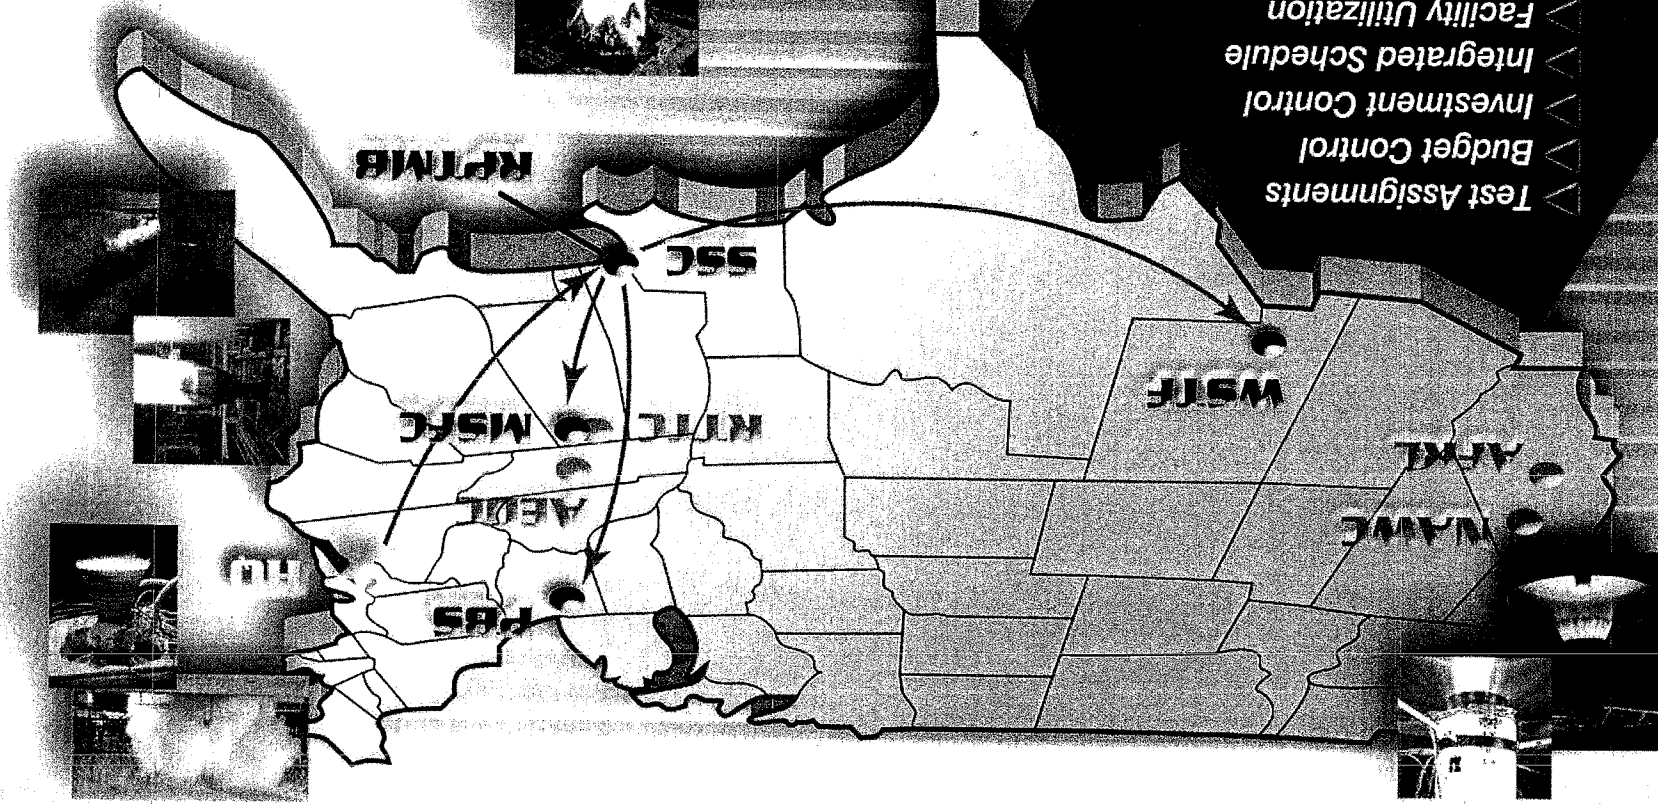 PBS
HQ
NAWC
AEDC
AFRL
RTTC
MSFC
WSTF
SSC
RPTMB
Test Assignments
Budget Control
Investment Control
Integrated Schedule
Facility Utilization